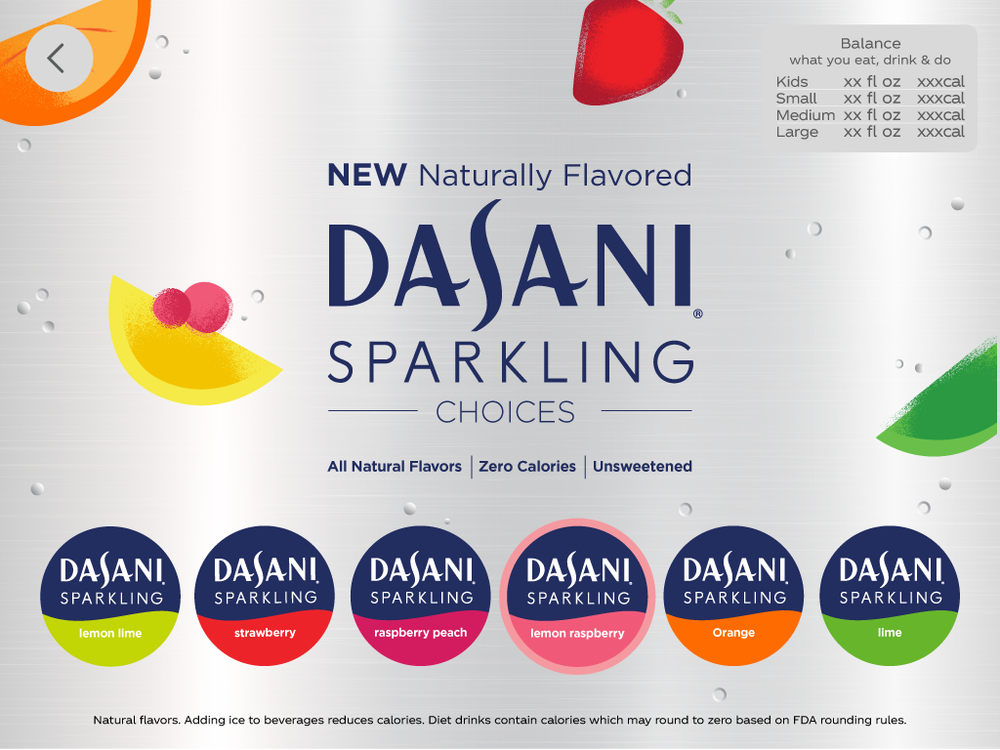 Balance
what you eat, drink & do
Kids xx fl oz xxxcal
Small xx fl oz xxxcal
Medium xx fl oz xxxcal
Large xx fl oz xxxcal
NEW Naturally Flavored
DASANI®
SPARKLING
CHOICES
All Natural Flavors | Zero Calories | Unsweetened
DASANI
SPARKLING
lemon lime
DASANI
SPARKLING
strawberry
DASANI
SPARKLING
raspberry peach
DASANI
SPARKLING
lemon raspberry
DASANI
SPARKLING
Orange
DASANI
SPARKLING
lime
Natural flavors. Adding ice to beverages reduces calories. Diet drinks contain calories which may round to zero based on FDA rounding rules.